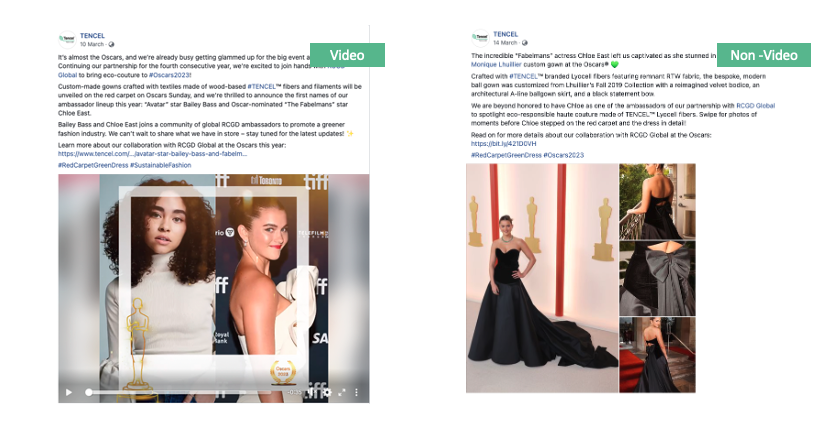 Video
TENCEL
10 March
It's almost the Oscars, and we're already busy getting glammed up for the big event
Continuing our partnership for the fourth consecutive year, we're excited to join hands
Global to bring eco-couture to #Oscars2023!
Custom-made gowns crafted with textiles made of wood-based #TENCEL™ fibers and filaments will be
unveiled on the red carpet on Oscars Sunday, and we're thrilled to announce the first names of our
ambassador lineup this year: "Avatar" star Bailey Bass and Oscar-nominated "The Fabelmans" star
Chloe East.
Bailey Bass and Chloe East joins a community of global RCGD ambassadors to promote a greener
fashion industry. We can't wait to share what we have in store – stay tuned for the latest updates! ✨
Learn more about our collaboration with RCGD Global at the Oscars this year:
https://www.tencel.com/.../avatar-star-bailey-bass-and-fabelm...
#RedCarpetGreenDress #SustainableFashion
TORONTO
tiff
tiff
TELEFILM
tiff
Oscars
2023
Non -Video
TENCEL
14 March
The incredible "Fabelmans" actress Chloe East left us captivated as she stunned in
Monique Lhuillier custom gown at the Oscars® 💚
Crafted with #TENCEL™ branded Lyocell fibers featuring remnant RTW fabric, the bespoke, modern
ball gown was customized from Lhuillier's Fall 2019 Collection with a reimagined velvet bodice, an
architectural A-line ballgown skirt, and a black statement bow.
We are beyond honored to have Chloe as one of the ambassadors of our partnership with RCGD Global
to spotlight eco-responsible haute couture made of TENCEL™ Lyocell fibers. Swipe for photos of
moments before Chloe stepped on the red carpet and the dress in detail!
Read on for more details about our collaboration with RCGD Global at the Oscars:
https://bit.ly/421D0VH
#RedCarpetGreenDress #Oscars2023